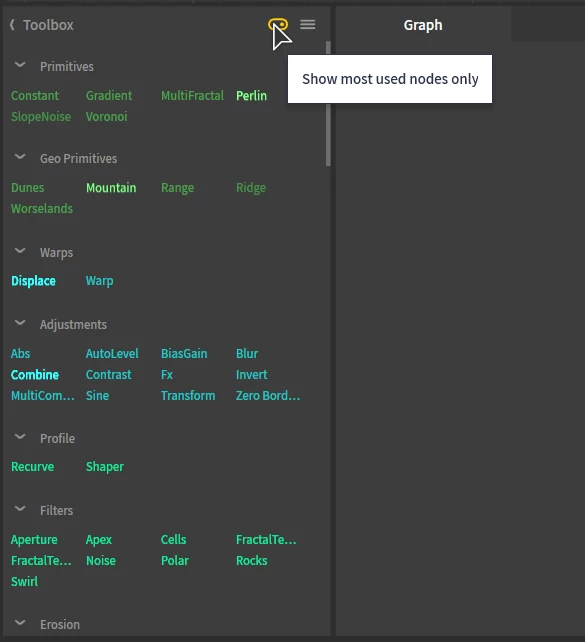 Toolbox
Graph
Show most used nodes only
Primitives
Constant Gradient MultiFractal Perlin
SlopeNoise Voronoi
Geo Primitives
Dunes Mountain Range Ridge
Worselands
Warps
Displace Warp
Adjustments
Abs AutoLevel BiasGain Blur
Combine Contrast Fx Invert
MultiCom... Sine Transform Zero Bord...
Profile
Recurve Shaper
Filters
Aperture Apex Cells FractalTe...
FractalTe... Noise Polar Rocks
Swirl
Erosion